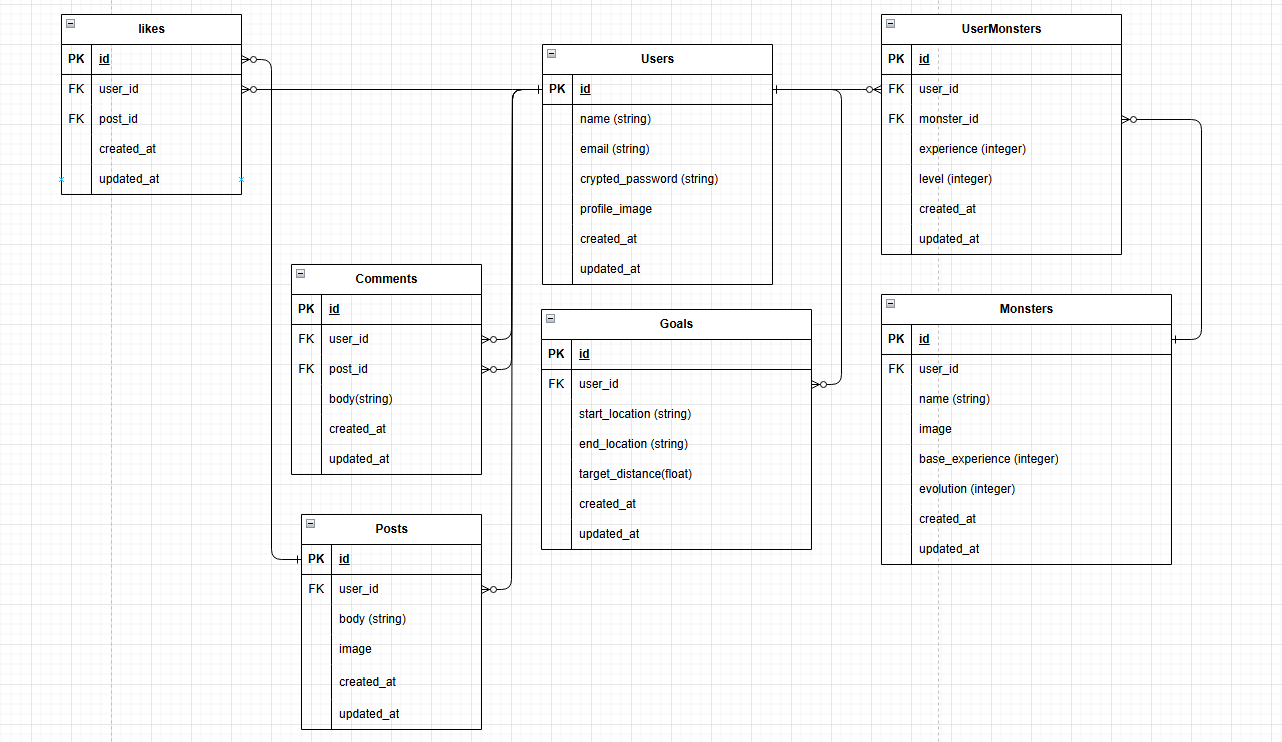 likes
PK id
FK user_id
FK post_id
created_at
updated_at
Users
PK id
name (string)
email (string)
crypted_password (string)
profile_image
created_at
updated_at
UserMonsters
PK id
FK user_id
FK monster_id
experience (integer)
level (integer)
created_at
updated_at
Comments
PK id
FK user_id
FK post_id
body(string)
created_at
updated_at
Goals
PK id
FK user_id
start_location (string)
end_location (string)
target_distance(float)
created_at
updated_at
Monsters
PK id
FK user_id
name (string)
image
base_experience (integer)
evolution (integer)
created_at
updated_at
Posts
PK id
FK user_id
body (string)
image
created_at
updated_at